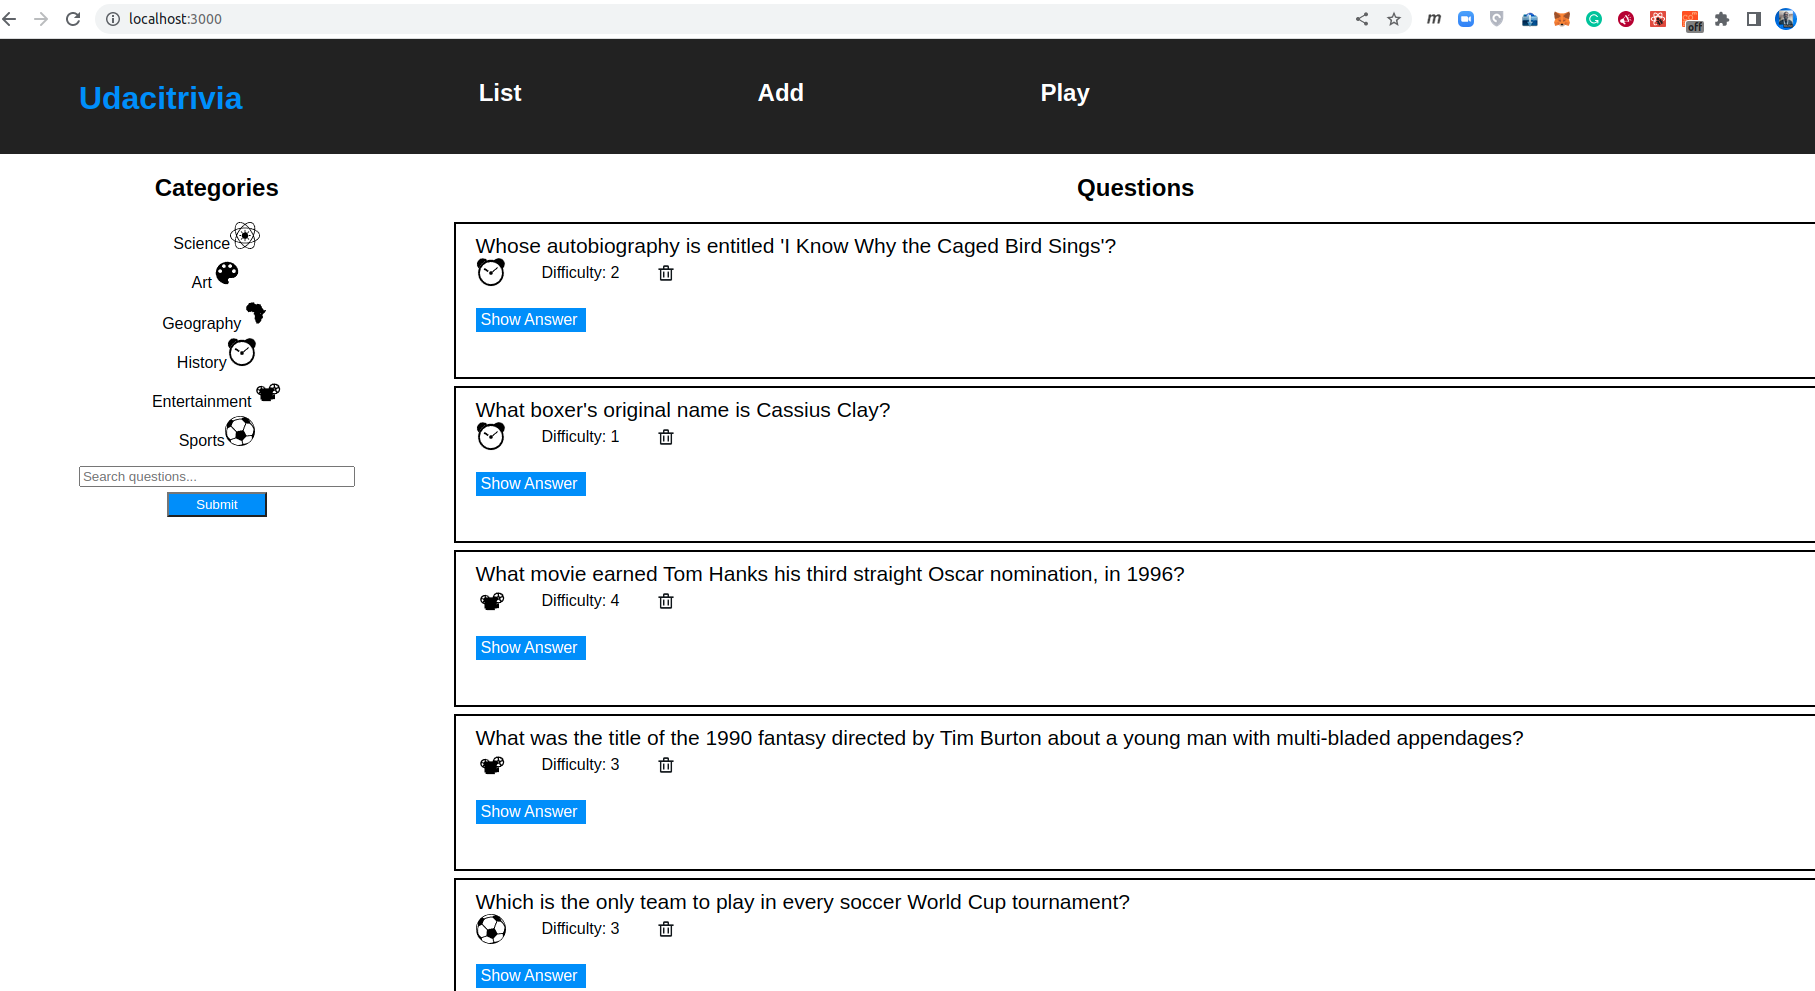 localhost:3000
m
off
Udacitrivia
List
Add
Play
Categories
Science
Art
Geography
History
Entertainment
Sports
Search questions...
Submit
Questions
Whose autobiography is entitled 'I Know Why the Caged Bird Sings'?
Difficulty: 2
Show Answer
What boxer's original name is Cassius Clay?
Difficulty: 1
Show Answer
What movie earned Tom Hanks his third straight Oscar nomination, in 1996?
Difficulty: 4
Show Answer
What was the title of the 1990 fantasy directed by Tim Burton about a young man with multi-bladed appendages?
Difficulty: 3
Show Answer
Which is the only team to play in every soccer World Cup tournament?
Difficulty: 3
Show Answer